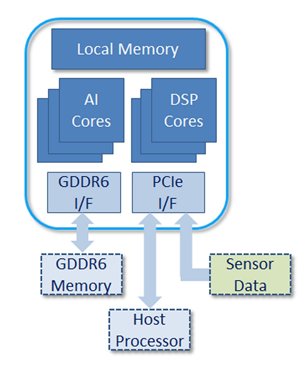 Local Memory
AI
Cores
DSP
Cores
GDDR6
I/F
PCIe
I/F
GDDR6
Memory
Sensor
Data
Host
Processor